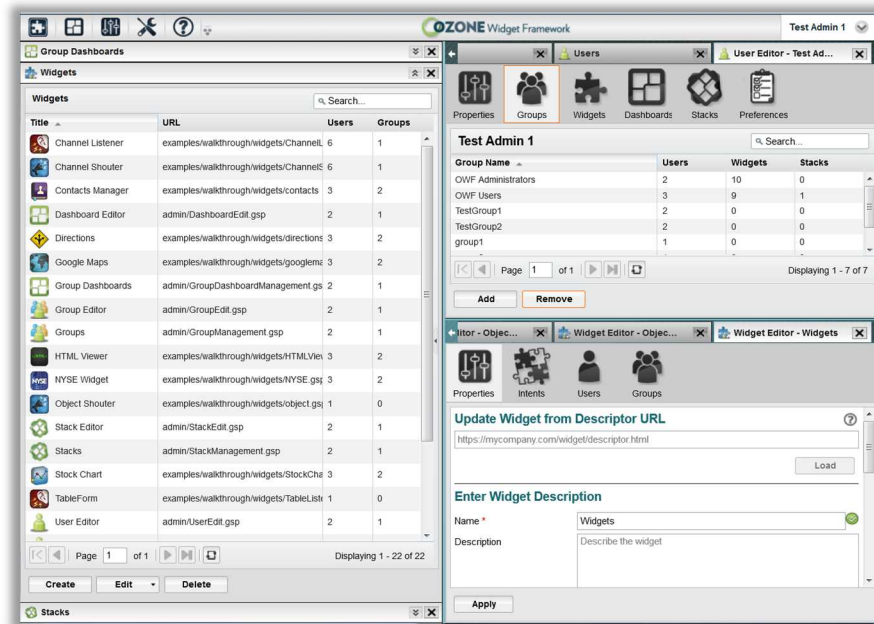 OZONE Widget Framework
Test Admin 1
Group Dashboards
Widgets
Widgets
Search...
Title URL Users Groups
Channel Listener examples/walkthrough/widgets/ChannelL 6 1
Channel Shouter examples/walkthrough/widgets/ChannelS 6 1
Contacts Manager examples/walkthrough/widgets/contacts 3 2
Dashboard Editor admin/DashboardEdit.gsp 2 1
Directions examples/walkthrough/widgets/directions 3 2
Google Maps examples/walkthrough/widgets/googlema 3 2
Group Dashboards admin/GroupDashboardManagement.gs 2 1
Group Editor admin/GroupEdit.gsp 2 1
Groups admin/GroupManagement.gsp 2 1
HTML Viewer examples/walkthrough/widgets/HTMLView 3 2
NYSE Widget examples/walkthrough/widgets/NYSE.gsp 3 2
Object Shouter examples/walkthrough/widgets/object.gsp 1 0
Stack Editor admin/StackEdit.gsp 2 1
Stacks admin/StackManagement.gsp 2 1
Stock Chart examples/walkthrough/widgets/StockCha 3 2
TableForm examples/walkthrough/widgets/TableListe 1 0
User Editor admin/UserEdit.gsp 2 1
Page 1 of 1 Displaying 1 - 22 of 22
Create Edit Delete
Stacks
Users User Editor - Test Ad...
Properties Groups Widgets Dashboards Stacks Preferences
Test Admin 1
Search...
Group Name Users Widgets Stacks
OWF Administrators 2 10 0
OWF Users 3 9 1
TestGroup1 2 0 0
TestGroup2 2 0 0
group1 1 0 0
Page 1 of 1 Displaying 1 - 7 of 7
Add Remove
litor - Objec... Widget Editor - Objec... Widget Editor - Widgets
Properties Intents Users Groups
Update Widget from Descriptor URL
https://mycompany.com/widget/descriptor.html
Load
Enter Widget Description
Name * Widgets
Description Describe the widget
Apply